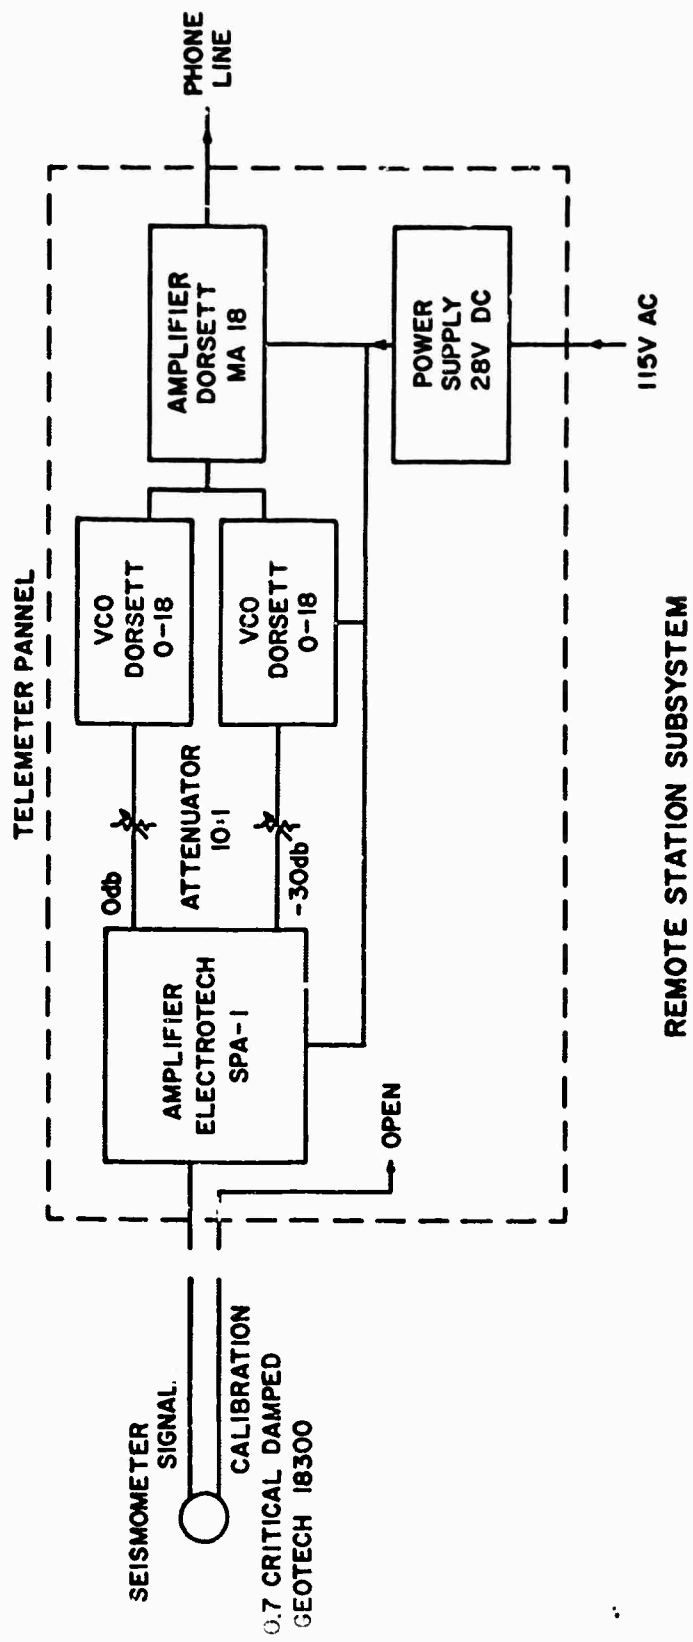 TELEMETER PANNEL
SEISMOMETER
SIGNAL
CALIBRATION
0.7 CRITICAL DAMPED
GEOTECH 18300
OPEN
AMPLIFIER
ELECTROTECH
SPA-1
0db
ATTENUATOR
10:1
-30db
VCO
DORSETT
O-18
VCO
DORSETT
O-18
AMPLIFIER
DORSETT
MA 18
POWER
SUPPLY
28V DC
PHONE
LINE
115V AC
REMOTE STATION SUBSYSTEM